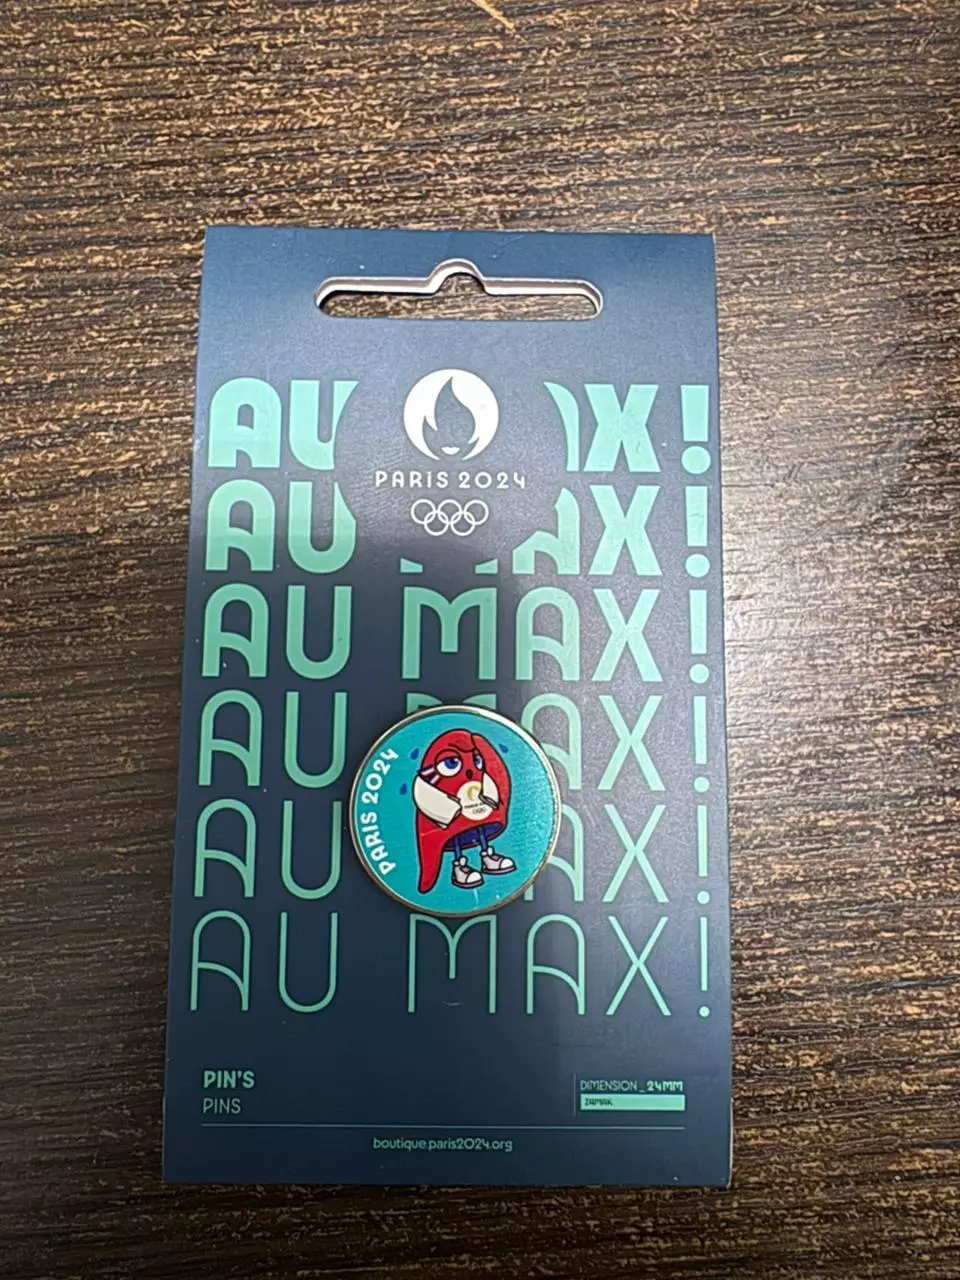 AU MAX!
PARIS 2024
AU MAX!
AU MAX!
AU MAX!
PARIS 2024
AU MAX!
AU MAX!
PIN'S
PINS
DIMENSION_24MM
ZAMAK
boutique.paris2024.org